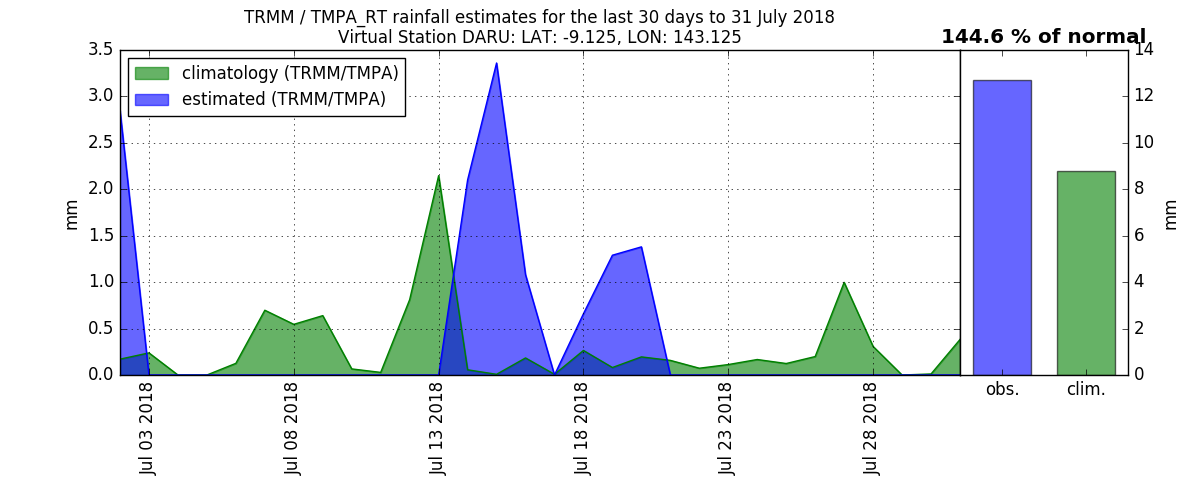 TRMM / TMPA_RT rainfall estimates for the last 30 days to 31 July 2018
Virtual Station DARU: LAT: -9.125, LON: 143.125
144.6 % of normal
climatology (TRMM/TMPA)
estimated (TRMM/TMPA)
mm
3.5
3.0
2.5
2.0
1.5
1.0
0.5
0.0
Jul 03 2018
Jul 08 2018
Jul 13 2018
Jul 18 2018
Jul 23 2018
Jul 28 2018
14
12
10
8
6
4
2
0
mm
obs.
clim.